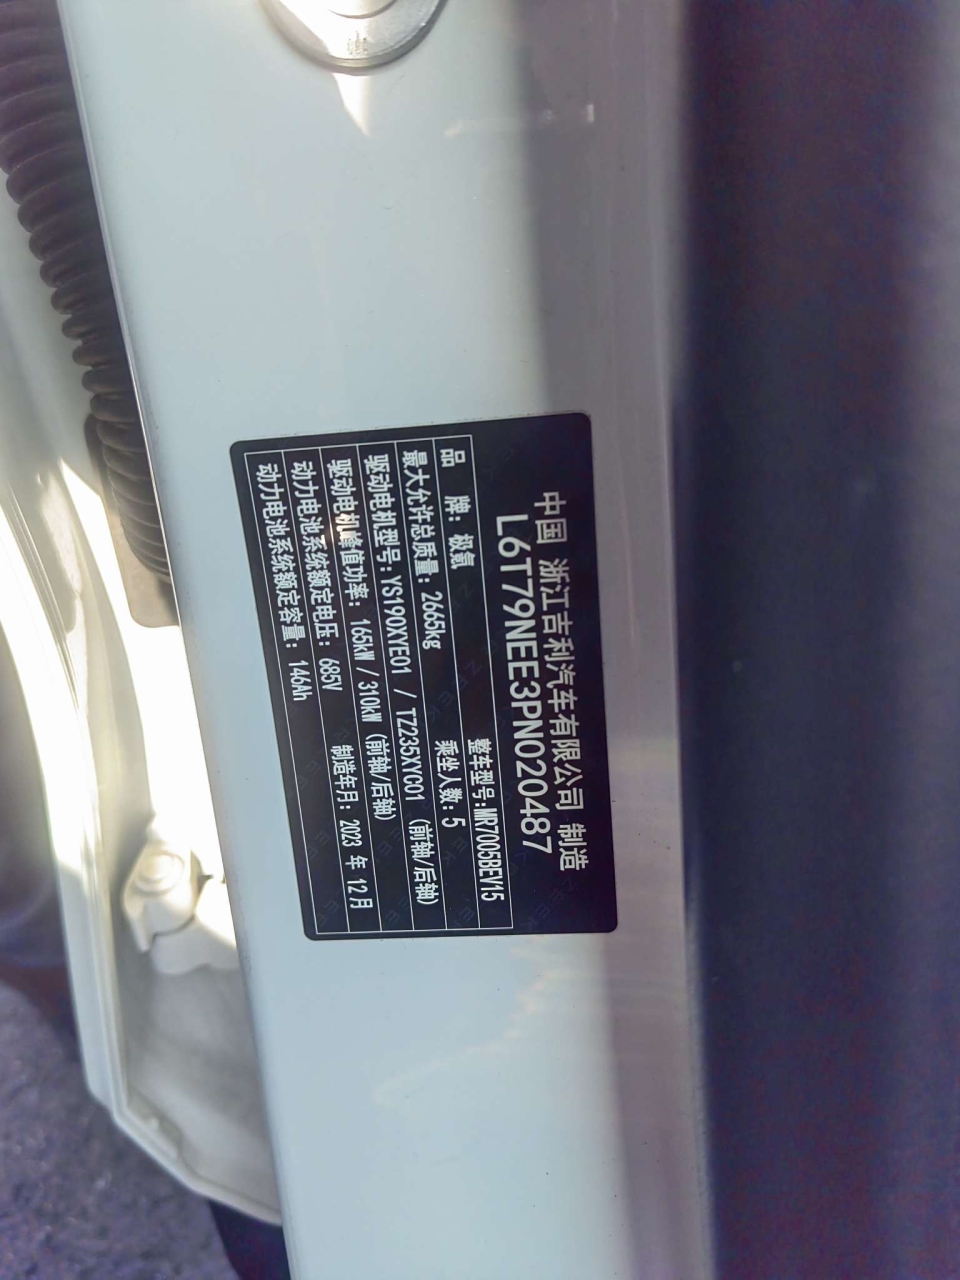 中国 浙江吉利汽车有限公司 制造
L6T79NEE3PN020487
品 牌：极氪 整车型号：MR7005BEV15
最大允许总质量：2665kg 乘坐人数：5
驱动电机型号：YS190XYE01 / TZ235XYC01 (前轴/后轴)
驱动电机峰值功率：165kW / 310kW (前轴/后轴)
动力电池系统额定电压：685V 制造年月：2023 年 12 月
动力电池系统额定容量：146Ah